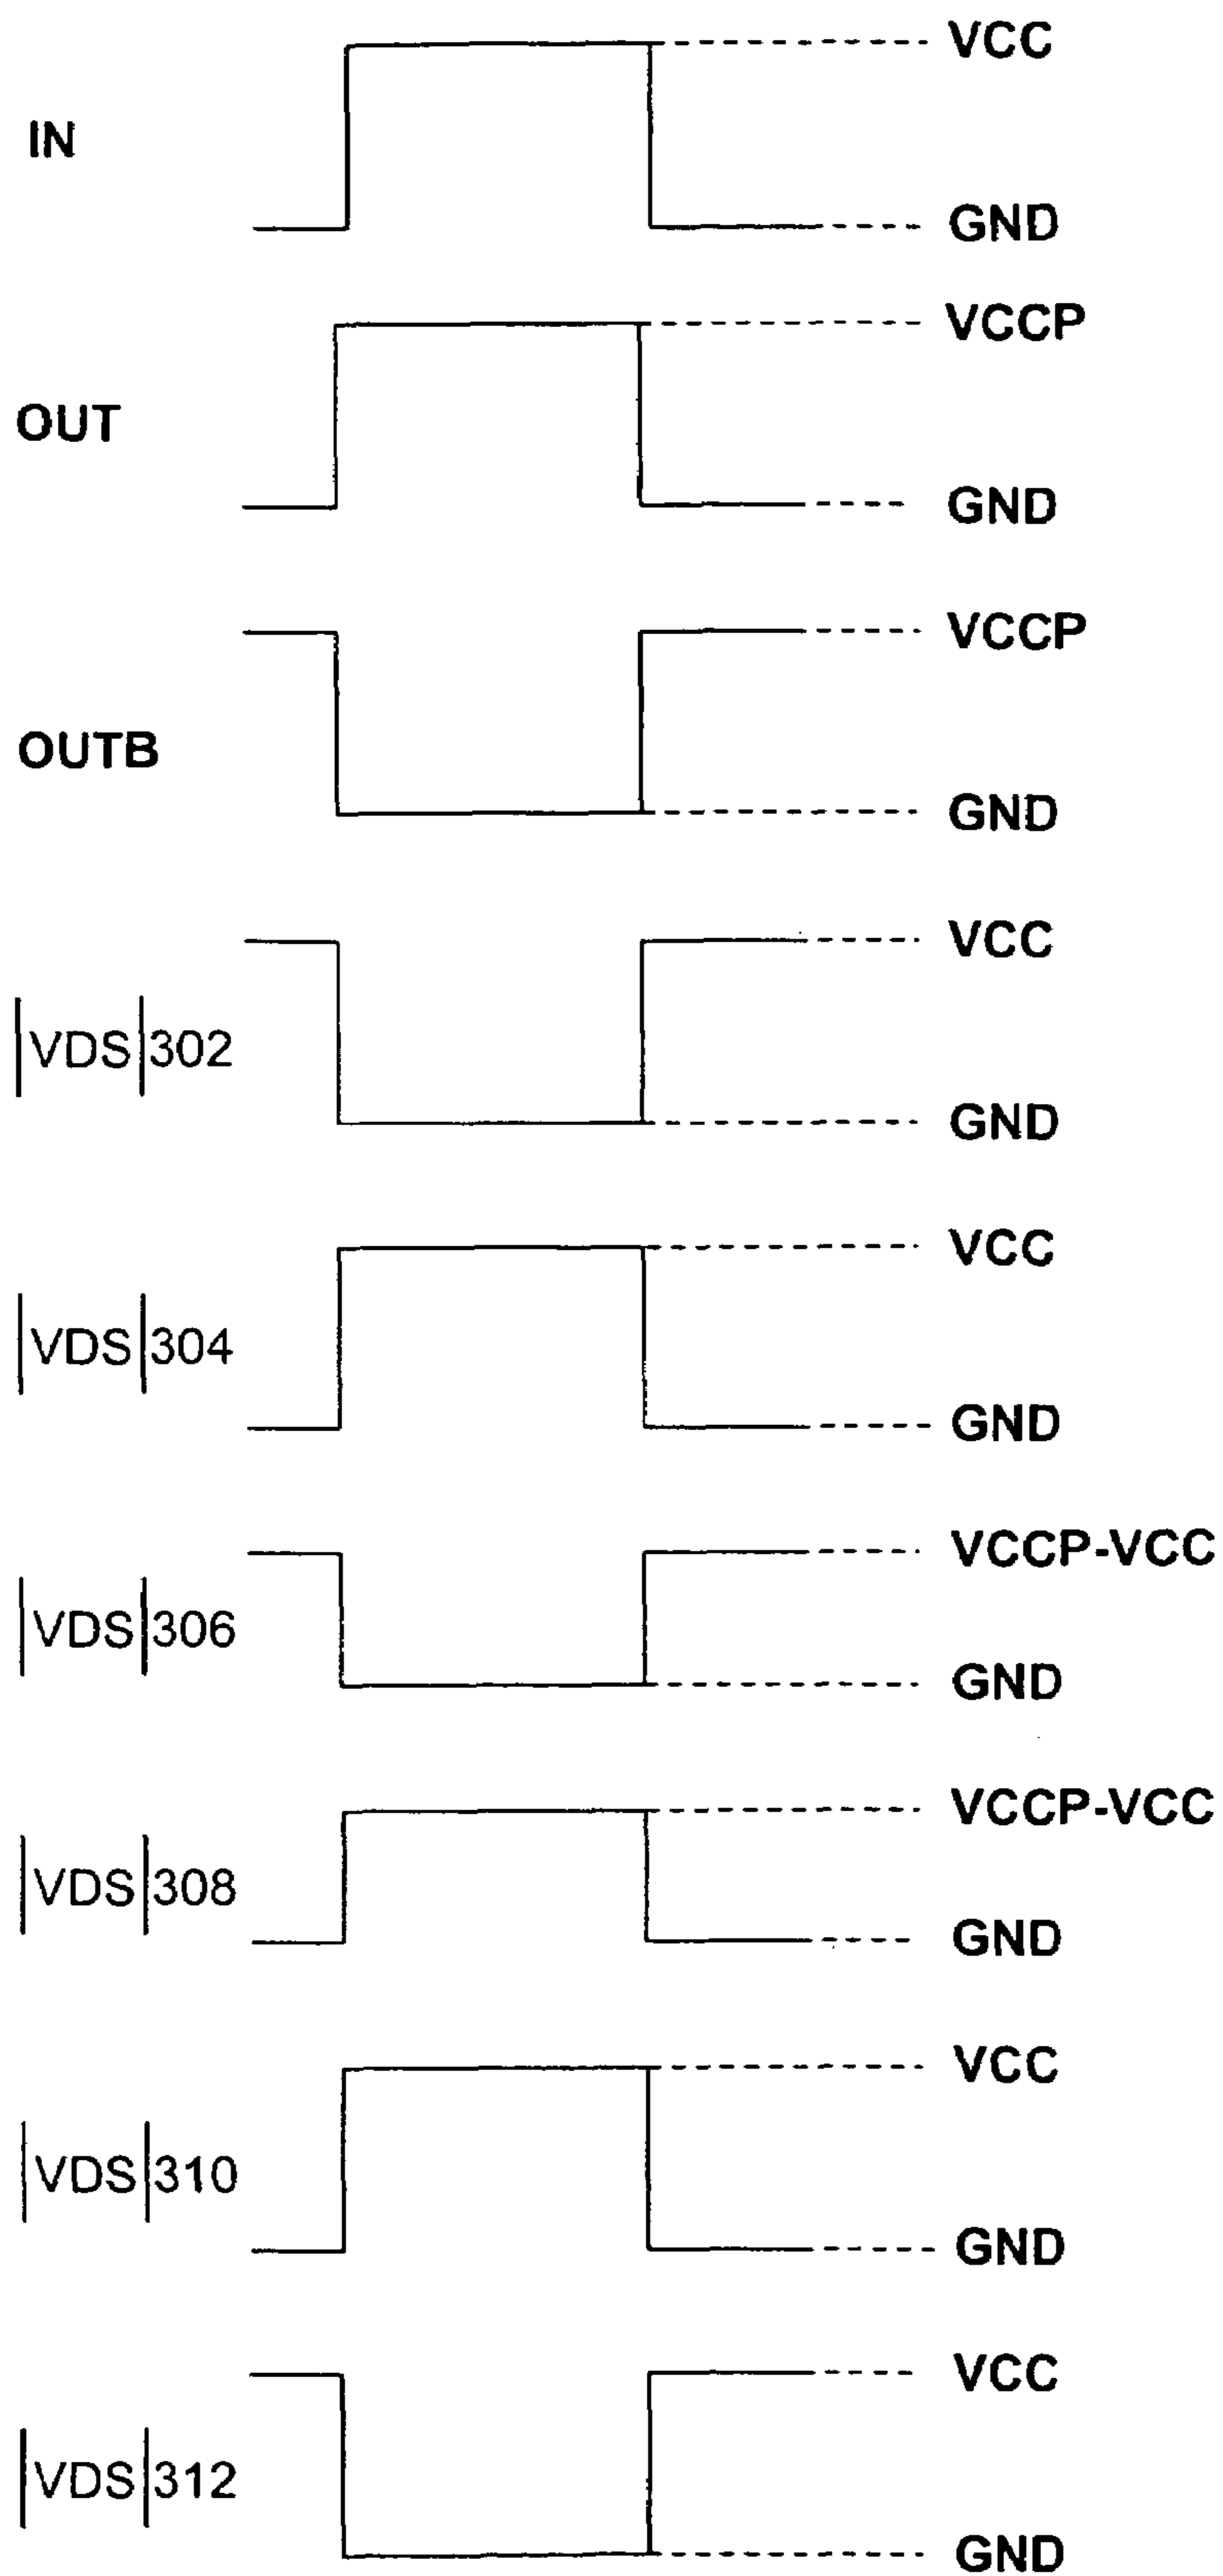 VCC
IN
GND
VCCP
OUT
GND
VCCP
OUTB
GND
VCC
|VDS|302
GND
VCC
|VDS|304
GND
VCCP-VCC
|VDS|306
GND
VCCP-VCC
|VDS|308
GND
VCC
|VDS|310
GND
VCC
|VDS|312
GND